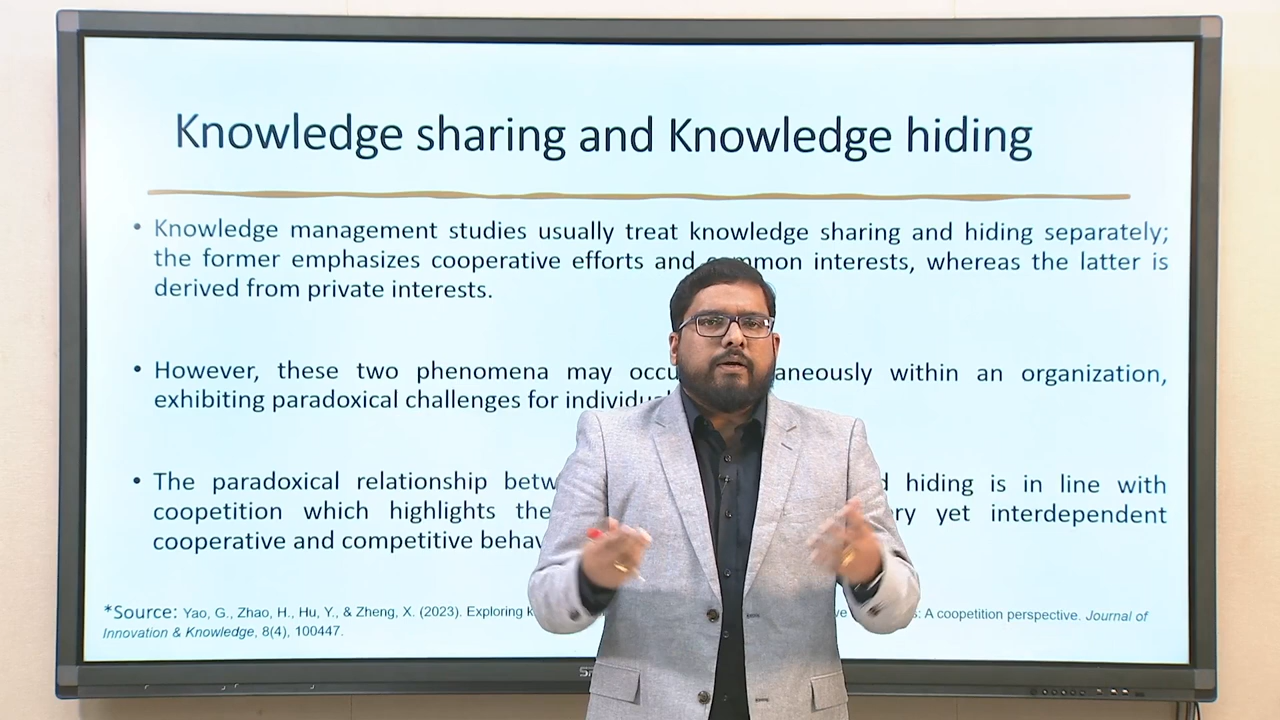 Knowledge sharing and Knowledge hiding
• Knowledge management studies usually treat knowledge sharing and hiding separately;
the former emphasizes cooperative efforts and common interests, whereas the latter is
derived from private interests.
• However, these two phenomena may within an organization,
exhibiting paradoxical challenges for
• The paradoxical relationship hiding is in line with
coopetition which highlights the yet interdependent
cooperative and competitive
*Source: Yao, G., Zhao, H., Hu, Y., & Zheng, X. (2023). Exploring : A coopetition perspective. Journal of
Innovation & Knowledge, 8(4), 100447.